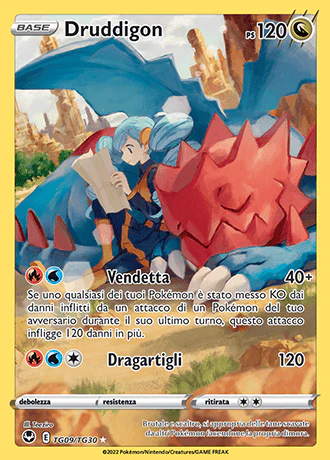 BASE Druddigon PS 120
Vendetta 40+
Se uno qualsiasi dei tuoi Pokémon è stato messo KO dai
danni inflitti da un attacco di un Pokémon del tuo
avversario durante il suo ultimo turno, questo attacco
infligge 120 danni in più.
Dragartigli 120
debolezza resistenza ritirata
Ill. Teeziro
Brutale e scaltro, si appropria delle tane scavate
da altri Pokémon facendone la propria dimora.
E TG09/TG30
©2022 Pokémon/Nintendo/Creatures/GAME FREAK